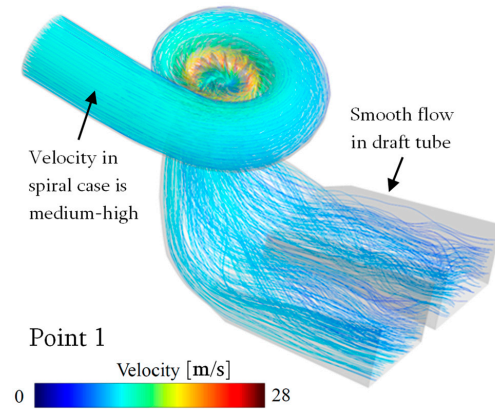 Smooth flow
in draft tube
Velocity in
spiral case is
medium-high
Point 1
Velocity [m/s]
0 28